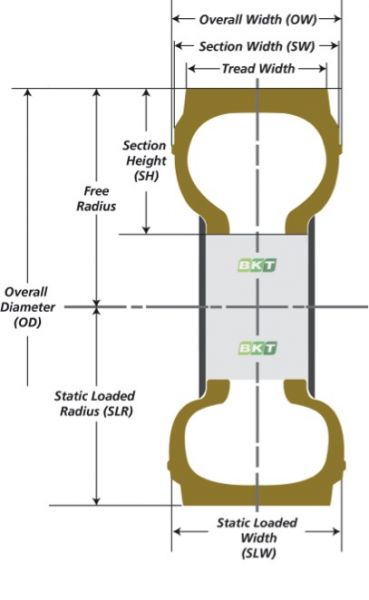 Overall Width (OW)
Section Width (SW)
Tread Width
Section
Height
(SH)
Free
Radius
BKT
Overall
Diameter
(OD)
BKT
Static Loaded
Radius (SLR)
Static Loaded
Width
(SLW)